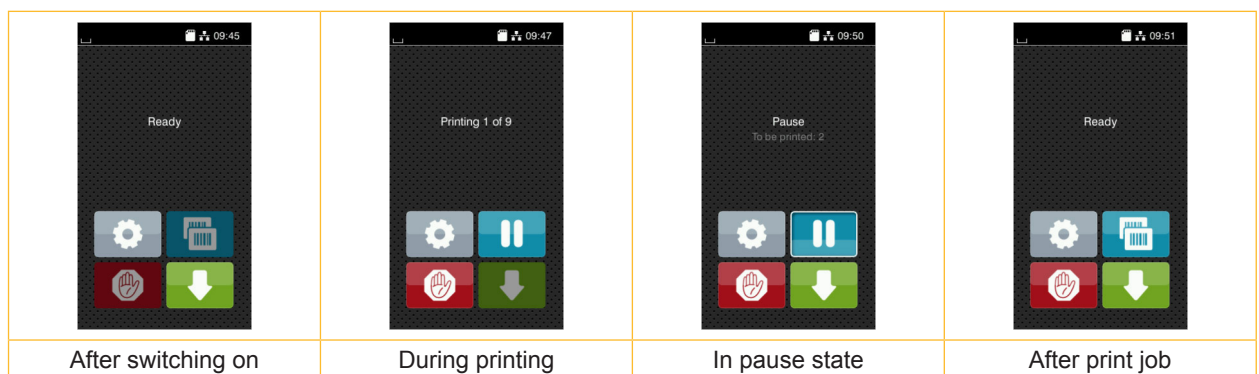 09:45
Ready
After switching on
09:47
Printing 1 of 9
During printing
09:50
Pause
To be printed: 2
In pause state
09:51
Ready
After print job